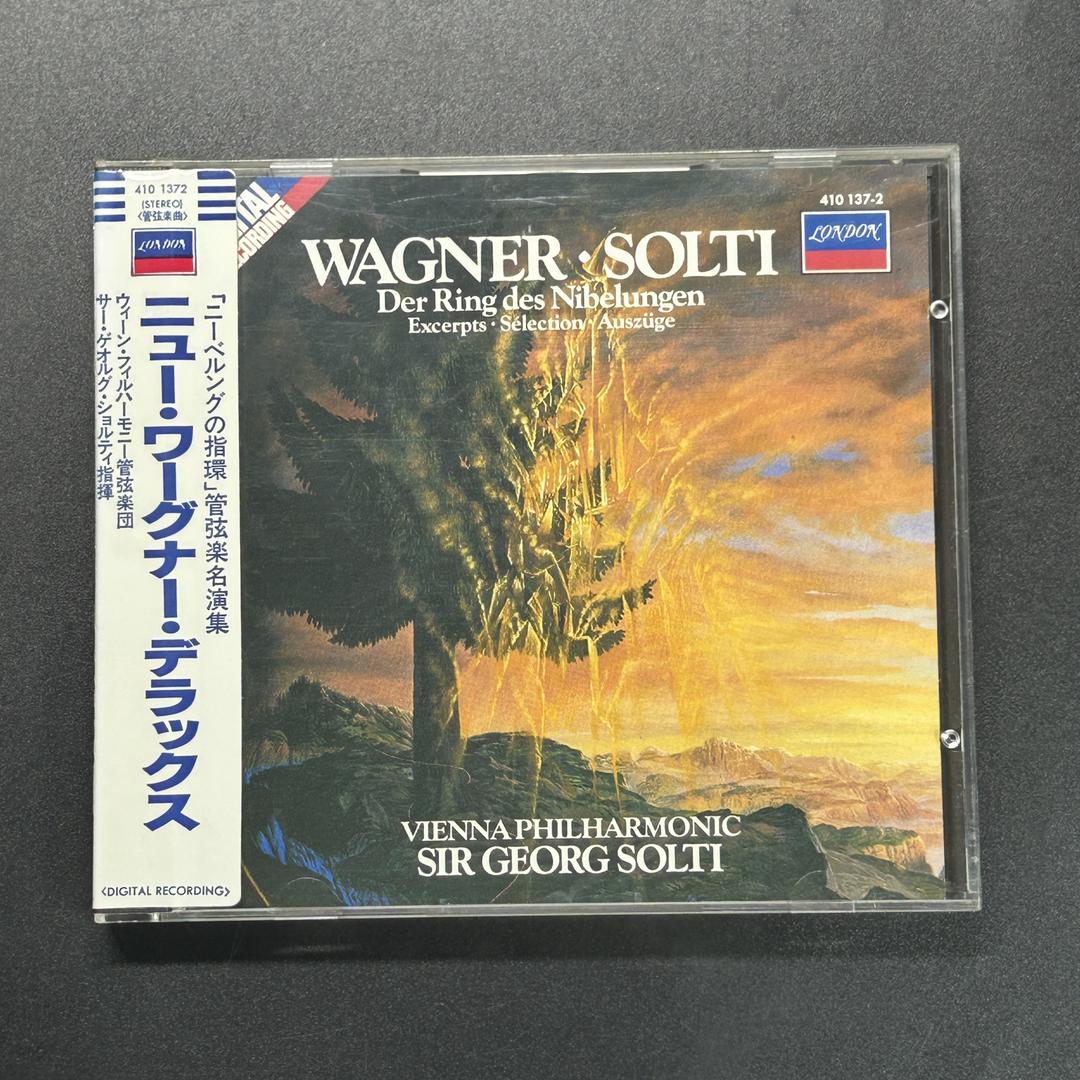 410 1372
(STEREO)
〈管弦楽曲〉
LONDON
「ニーベルングの指環」管弦楽名演集
ニュー・ワーグナー・デラックス
ウィーン・フィルハーモニー管弦楽団
サー・ゲオルグ・ショルティ指揮
〈DIGITAL RECORDING〉
410 137-2
LONDON
WAGNER · SOLTI
Der Ring des Nibelungen
Excerpts · Sélection · Auszüge
VIENNA PHILHARMONIC
SIR GEORG SOLTI